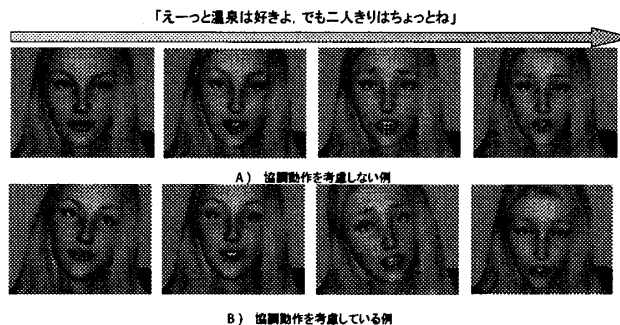 「えーっと温泉は好きよ,でも二人きりはちょっとね」
A) 協調動作を考慮しない例
B) 協調動作を考慮している例